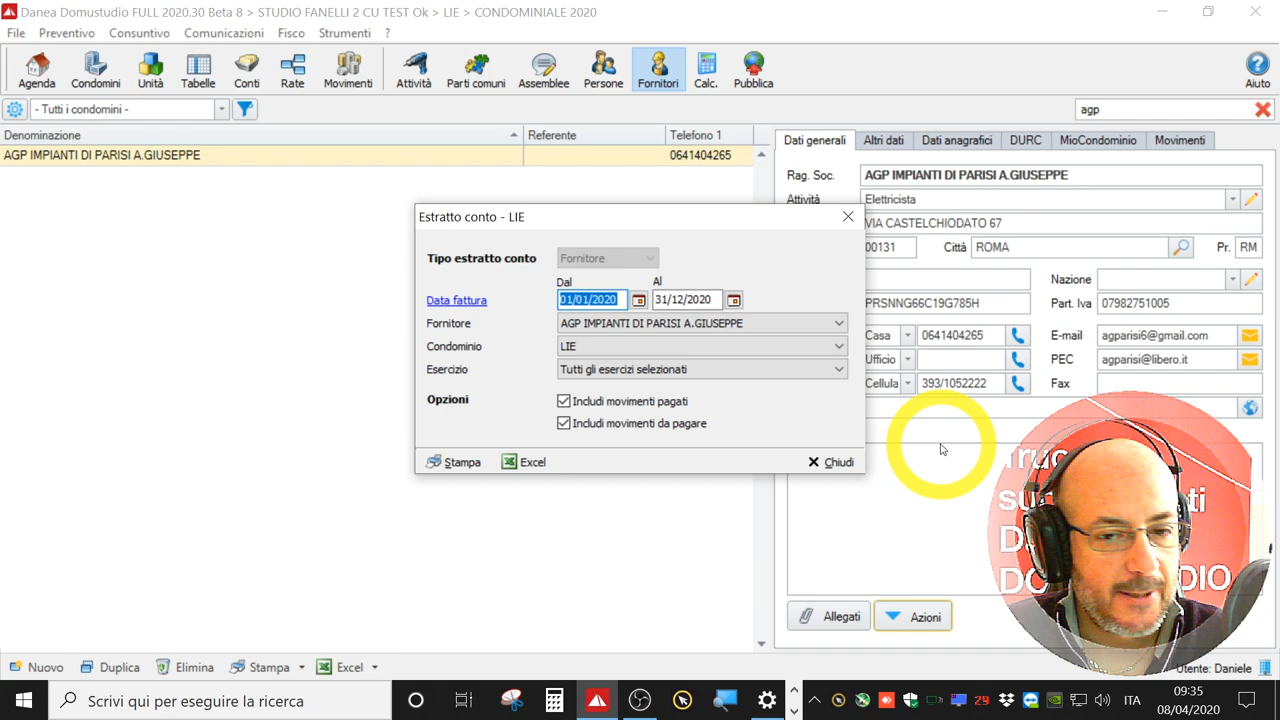 Danea Domustudio FULL 2020.30 Beta 8 > STUDIO FANELLI 2 CU TEST Ok > LIE > CONDOMINIALE 2020
File Preventivo Consuntivo Comunicazioni Fisco Strumenti ?
Agenda Condomini Unità Tabelle Conti Rate Movimenti Attività Parti comuni Assemblee Persone Fornitori Calc. Pubblica Aiuto
- Tutti i condomini - agp
Denominazione Referente Telefono 1
AGP IMPIANTI DI PARISI A.GIUSEPPE 0641404265
Dati generali Altri dati Dati anagrafici DURC MioCondominio Movimenti
Rag. Soc. AGP IMPIANTI DI PARISI A.GIUSEPPE
Attività Elettricista
VIA CASTELCHIODATO 67
00131 Città ROMA Pr. RM
Nazione
PRSNNG66C19G785H Part. Iva 07982751005
Casa 0641404265 E-mail agparisi6@gmail.com
Ufficio PEC agparisi@libero.it
Cellula 393/1052222 Fax
Estratto conto - LIE
Tipo estratto conto Fornitore
Dal Al
Data fattura 01/01/2020 31/12/2020
Fornitore AGP IMPIANTI DI PARISI A.GIUSEPPE
Condominio LIE
Esercizio Tutti gli esercizi selezionati
Opzioni Includi movimenti pagati
Includi movimenti da pagare
Stampa Excel Chiudi
Allegati Azioni
Nuovo Duplica Elimina Stampa Excel Utente: Daniele
Scrivi qui per eseguire la ricerca
29 ITA 09:35
08/04/2020